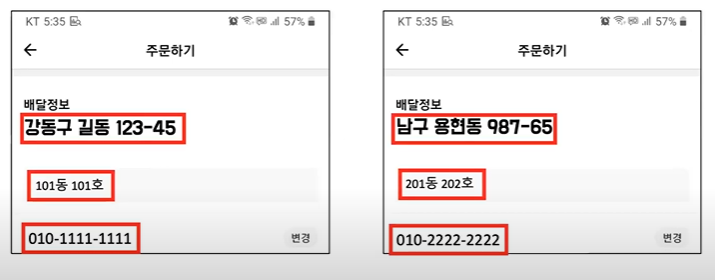 KT 5:35 57%
주문하기
배달정보
강동구 길동 123-45
101동 101호
010-1111-1111 변경
KT 5:35 57%
주문하기
배달정보
남구 용현동 987-65
201동 202호
010-2222-2222 변경